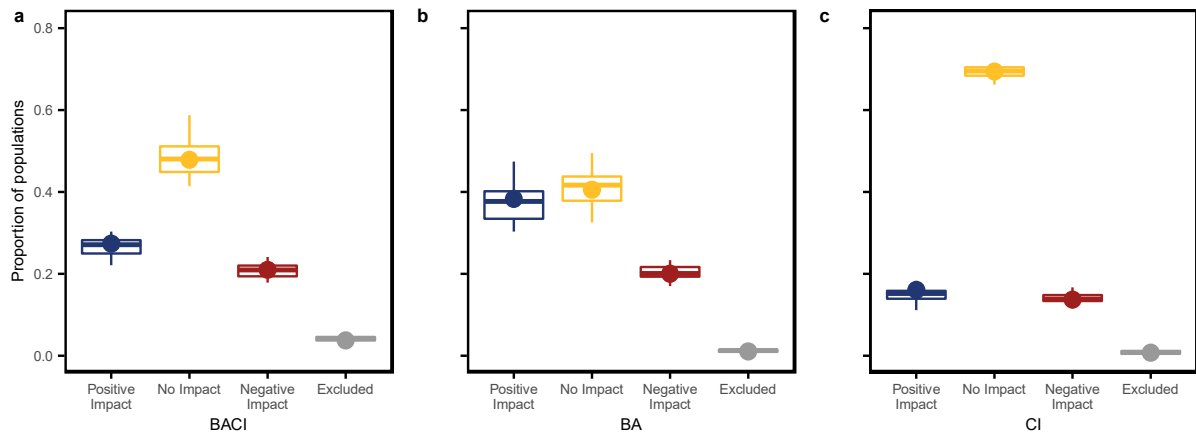 a
b
c
Proportion of populations
0.8
0.6
0.4
0.2
0.0
Positive
Impact
No Impact
Negative
Impact
Excluded
BACI
Positive
Impact
No Impact
Negative
Impact
Excluded
BA
Positive
Impact
No Impact
Negative
Impact
Excluded
CI